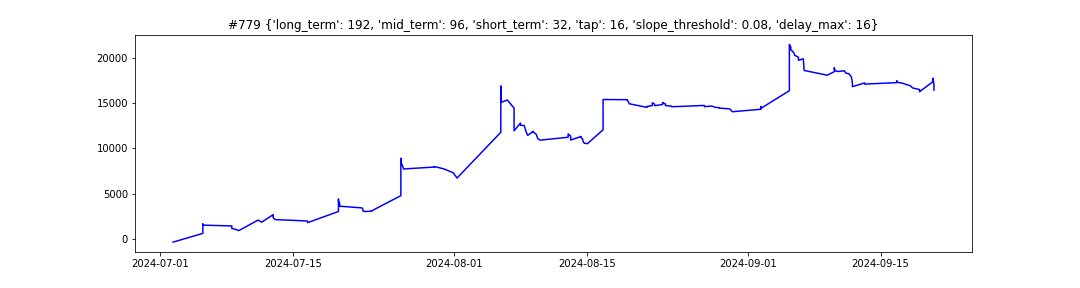 #779 {'long_term': 192, 'mid_term': 96, 'short_term': 32, 'tap': 16, 'slope_threshold': 0.08, 'delay_max': 16}
20000
15000
10000
5000
0
2024-07-01 2024-07-15 2024-08-01 2024-08-15 2024-09-01 2024-09-15